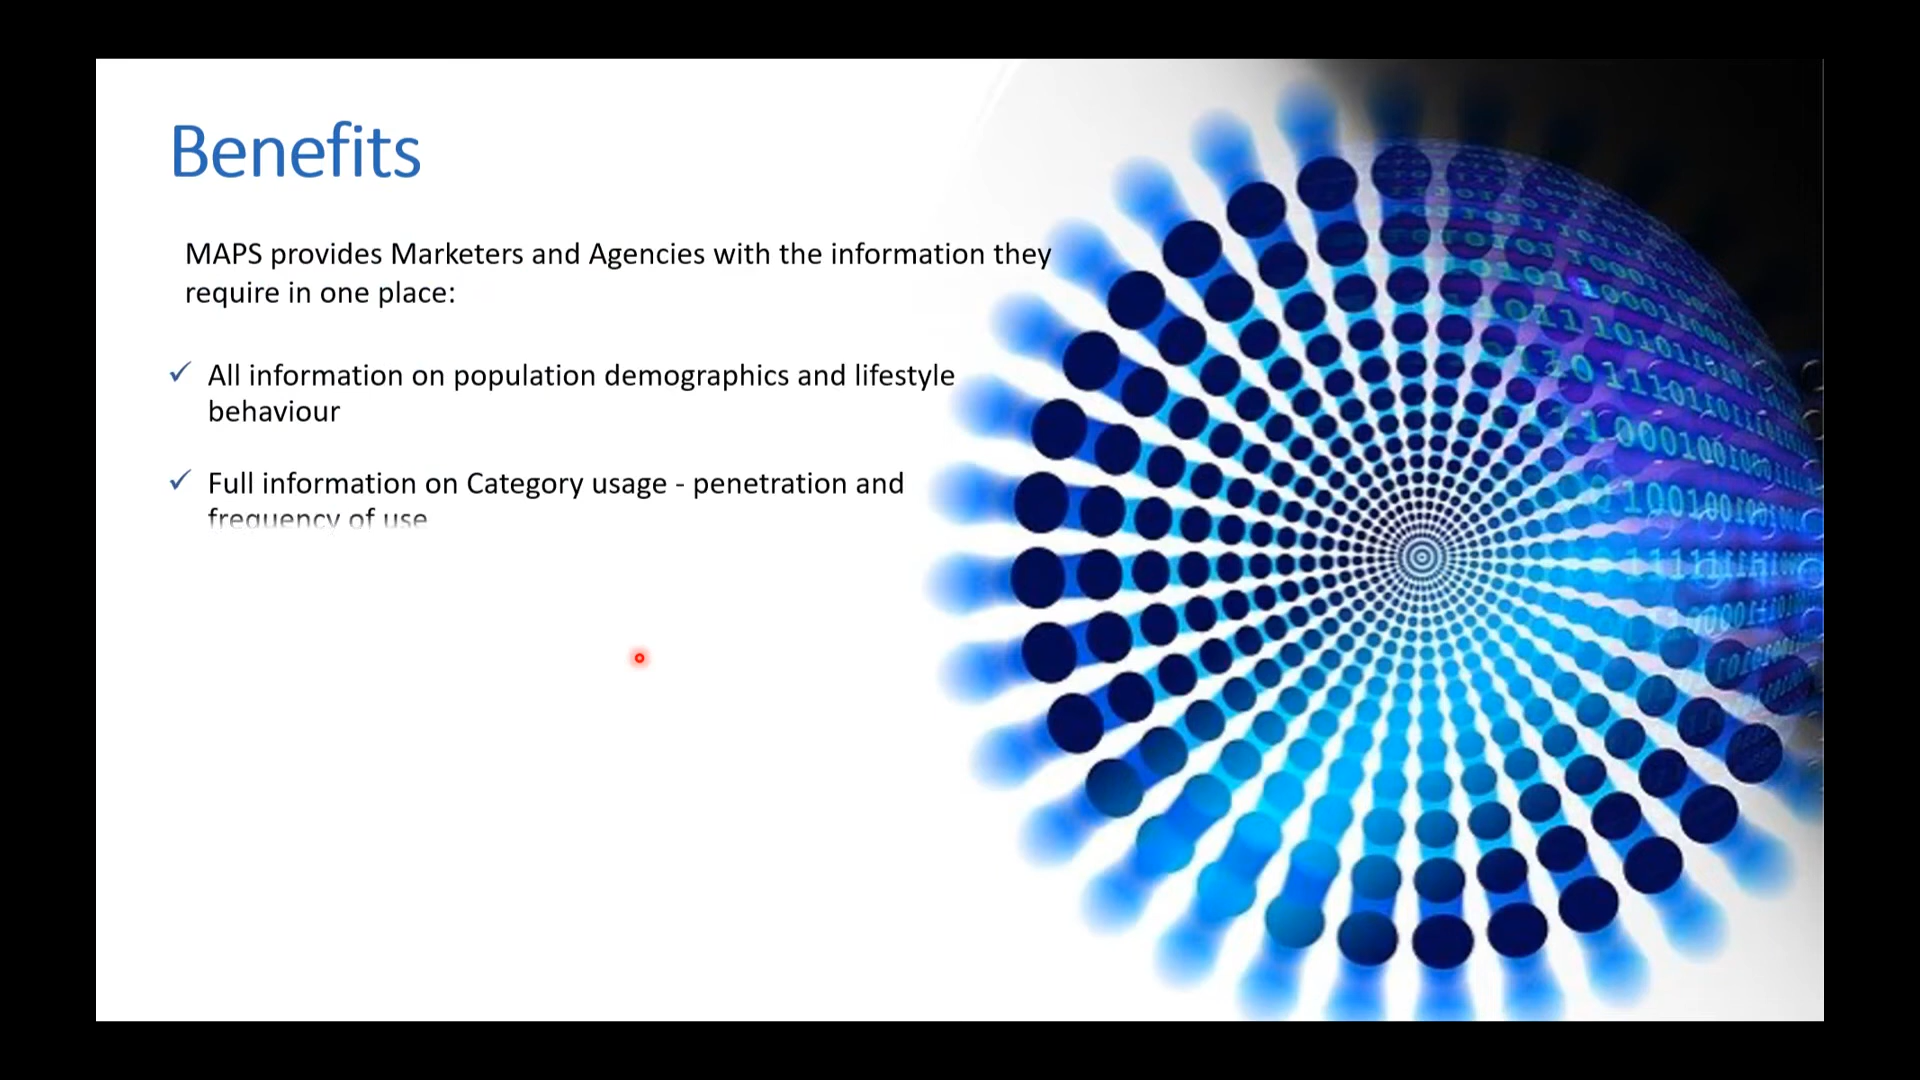 Benefits
MAPS provides Marketers and Agencies with the information they
require in one place:
✓ All information on population demographics and lifestyle
behaviour
✓ Full information on Category usage - penetration and
frequency of use